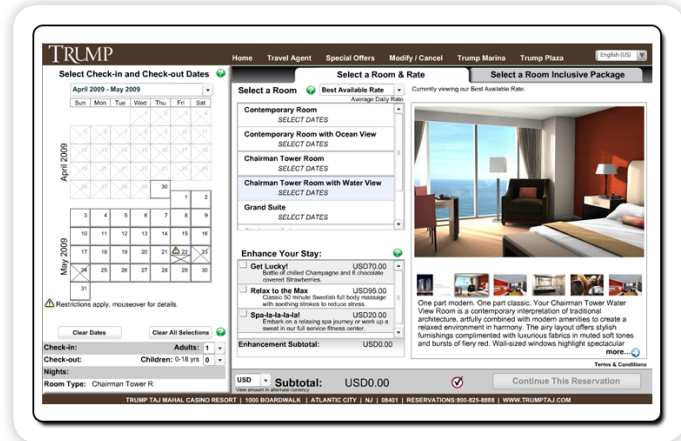 TRUMP
Home Travel Agent Special Offers Modify / Cancel Trump Marina Trump Plaza English (US)
Select Check-in and Check-out Dates
April 2009 - May 2009
Sun Mon Tue Wed Thu Fri Sat
April 2009
30
1 2
3 4 5 6 7 8 9
10 11 12 13 14 15 16
May 2009
17 18 19 20 21 22 23
24 25 26 27 28 29 30
31
Restrictions apply, mouseover for details.
Clear Dates Clear All Selections
Check-in: Adults: 1
Check-out: Children: 0-18 yrs 0
Nights:
Room Type: Chairman Tower R
Select a Room & Rate
Select a Room Inclusive Package
Select a Room Best Available Rate
Average Daily Rate
Contemporary Room
SELECT DATES
Contemporary Room with Ocean View
SELECT DATES
Chairman Tower Room
SELECT DATES
Chairman Tower Room with Water View
SELECT DATES
Grand Suite
SELECT DATES
Enhance Your Stay:
Get Lucky! USD70.00
Bottle of chilled Champagne and 6 chocolate
covered Strawberries.
Relax to the Max USD95.00
Classic 50 minute Swedish full body massage
with soothing strokes to reduce stress.
Spa-la-la-la-la! USD20.00
Embark on a relaxing spa journey or work up a
sweat in our full service fitness center.
Enhancement Subtotal: USD0.00
Currently viewing our Best Available Rate.
One part modern. One part classic. Your Chairman Tower Water
View Room is a contemporary interpretation of traditional
architecture, artfully combined with modern amenities to create a
relaxed environment in harmony. The airy layout offers stylish
furnishings complimented with luxurious fabrics in muted soft tones
and bursts of fiery red. Wall-sized windows highlight spectacular
more...
Terms & Conditions
USD Subtotal: USD0.00 Continue This Reservation
View amount in alternate currency
TRUMP TAJ MAHAL CASINO RESORT | 1000 BOARDWALK | ATLANTIC CITY | NJ | 08401 | RESERVATIONS:800-825-8888 | WWW.TRUMPTAJ.COM